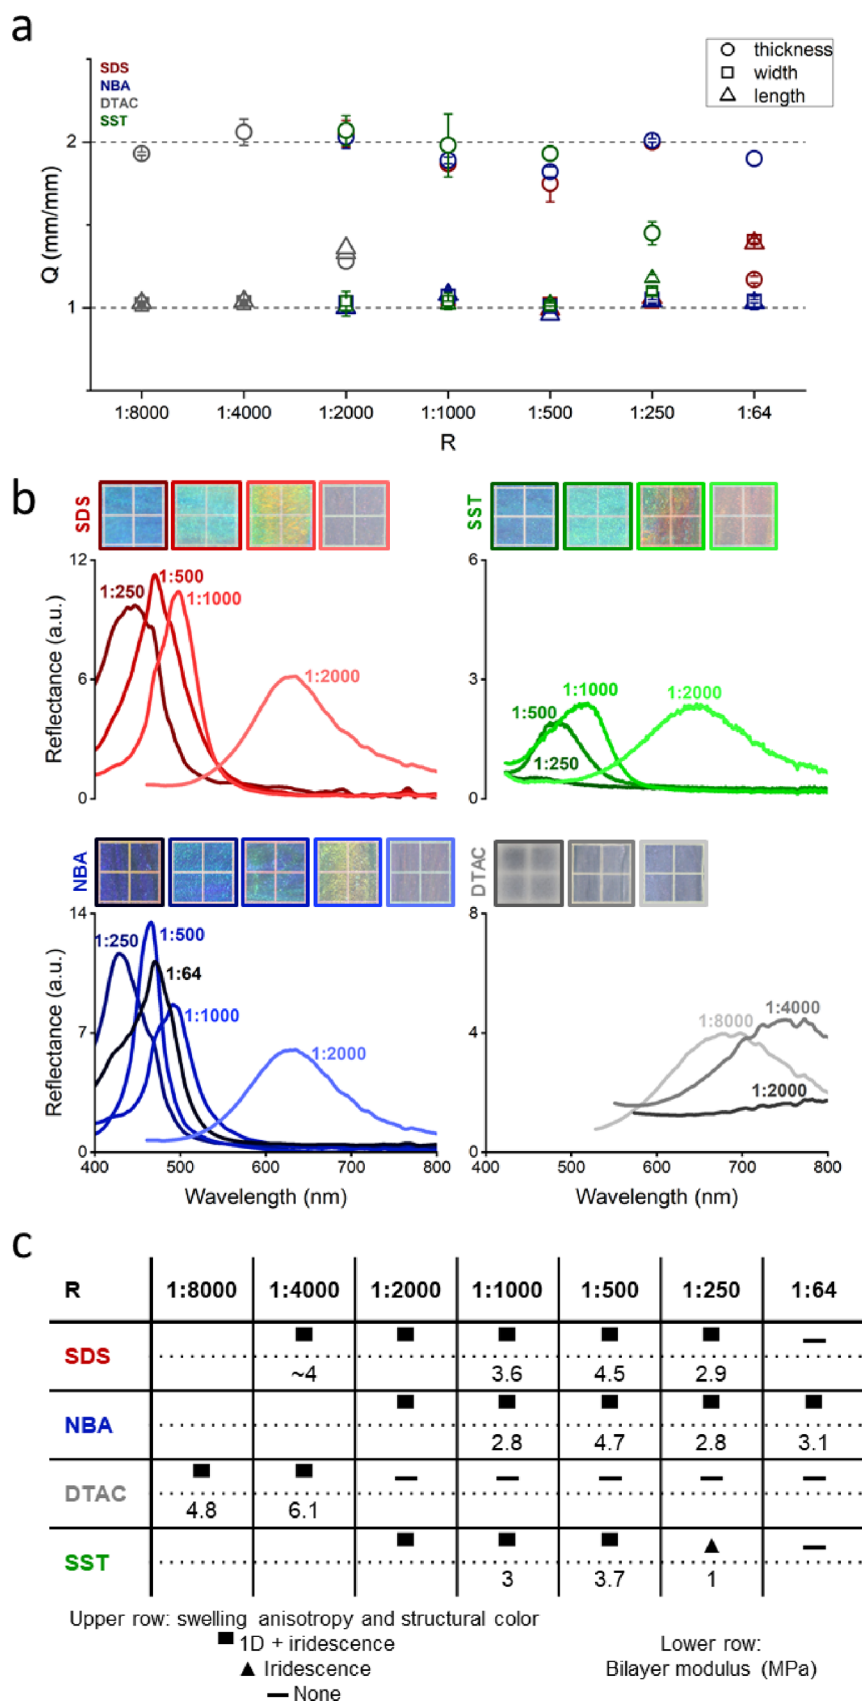 a
SDS
NBA
DTAC
SST
thickness
width
length
2
1
Q (mm/mm)
1:8000 1:4000 1:2000 1:1000 1:500 1:250 1:64
R
b
SDS
SST
12
6
0
Reflectance (a.u.)
1:250
1:500
1:1000
1:2000
6
3
0
1:500
1:1000
1:2000
1:250
NBA
DTAC
14
7
0
Reflectance (a.u.)
1:250
1:500
1:64
1:1000
1:2000
8
4
0
1:8000
1:4000
1:2000
400 500 600 700 800
400 500 600 700 800
Wavelength (nm)
Wavelength (nm)
c
R 1:8000 1:4000 1:2000 1:1000 1:500 1:250 1:64
SDS
~4 3.6 4.5 2.9
NBA
2.8 4.7 2.8 3.1
DTAC
4.8 6.1
SST
3 3.7 1
Upper row: swelling anisotropy and structural color
1D + iridescence
Iridescence
None
Lower row:
Bilayer modulus (MPa)